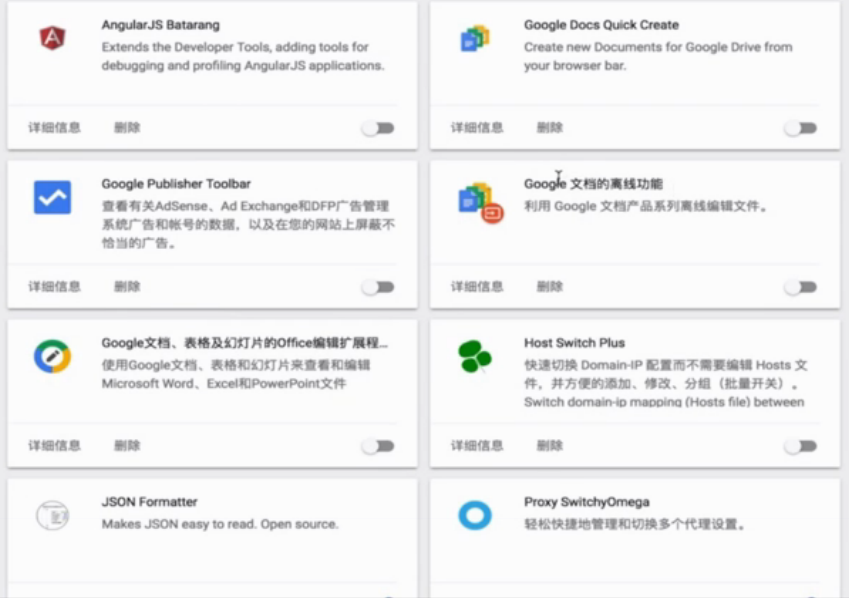 AngularJS Batarang
Extends the Developer Tools, adding tools for
debugging and profiling AngularJS applications.
详细信息 删除
Google Docs Quick Create
Create new Documents for Google Drive from
your browser bar.
详细信息 删除
Google Publisher Toolbar
查看有关AdSense、Ad Exchange和DFP广告管理
系统广告和帐号的数据，以及在您的网站上屏蔽不
恰当的广告。
详细信息 删除
Google 文档的离线功能
利用 Google 文档产品系列离线编辑文件。
详细信息 删除
Google文档、表格及幻灯片的Office编辑扩展程...
使用Google文档、表格和幻灯片来查看和编辑
Microsoft Word、Excel和PowerPoint文件
详细信息 删除
Host Switch Plus
快速切换 Domain-IP 配置而不需要编辑 Hosts 文
件，并方便的添加、修改、分组（批量开关）。
Switch domain-ip mapping (Hosts file) between
详细信息 删除
JSON Formatter
Makes JSON easy to read. Open source.
Proxy SwitchyOmega
轻松快捷地管理和切换多个代理设置。